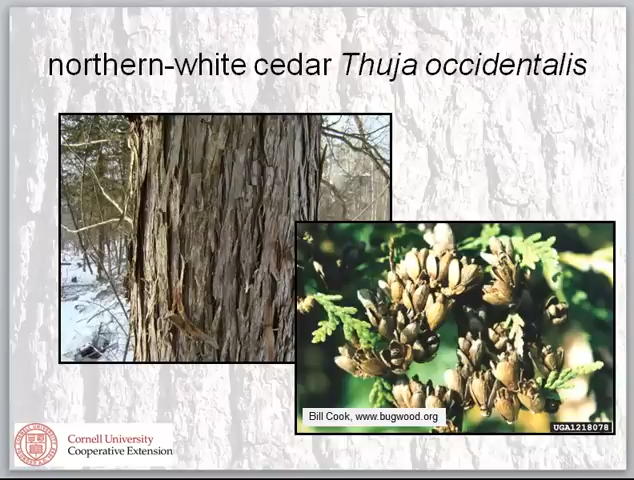 northern-white cedar Thuja occidentalis
Bill Cook, www.bugwood.org
UGA1218078
Cornell University
Cooperative Extension